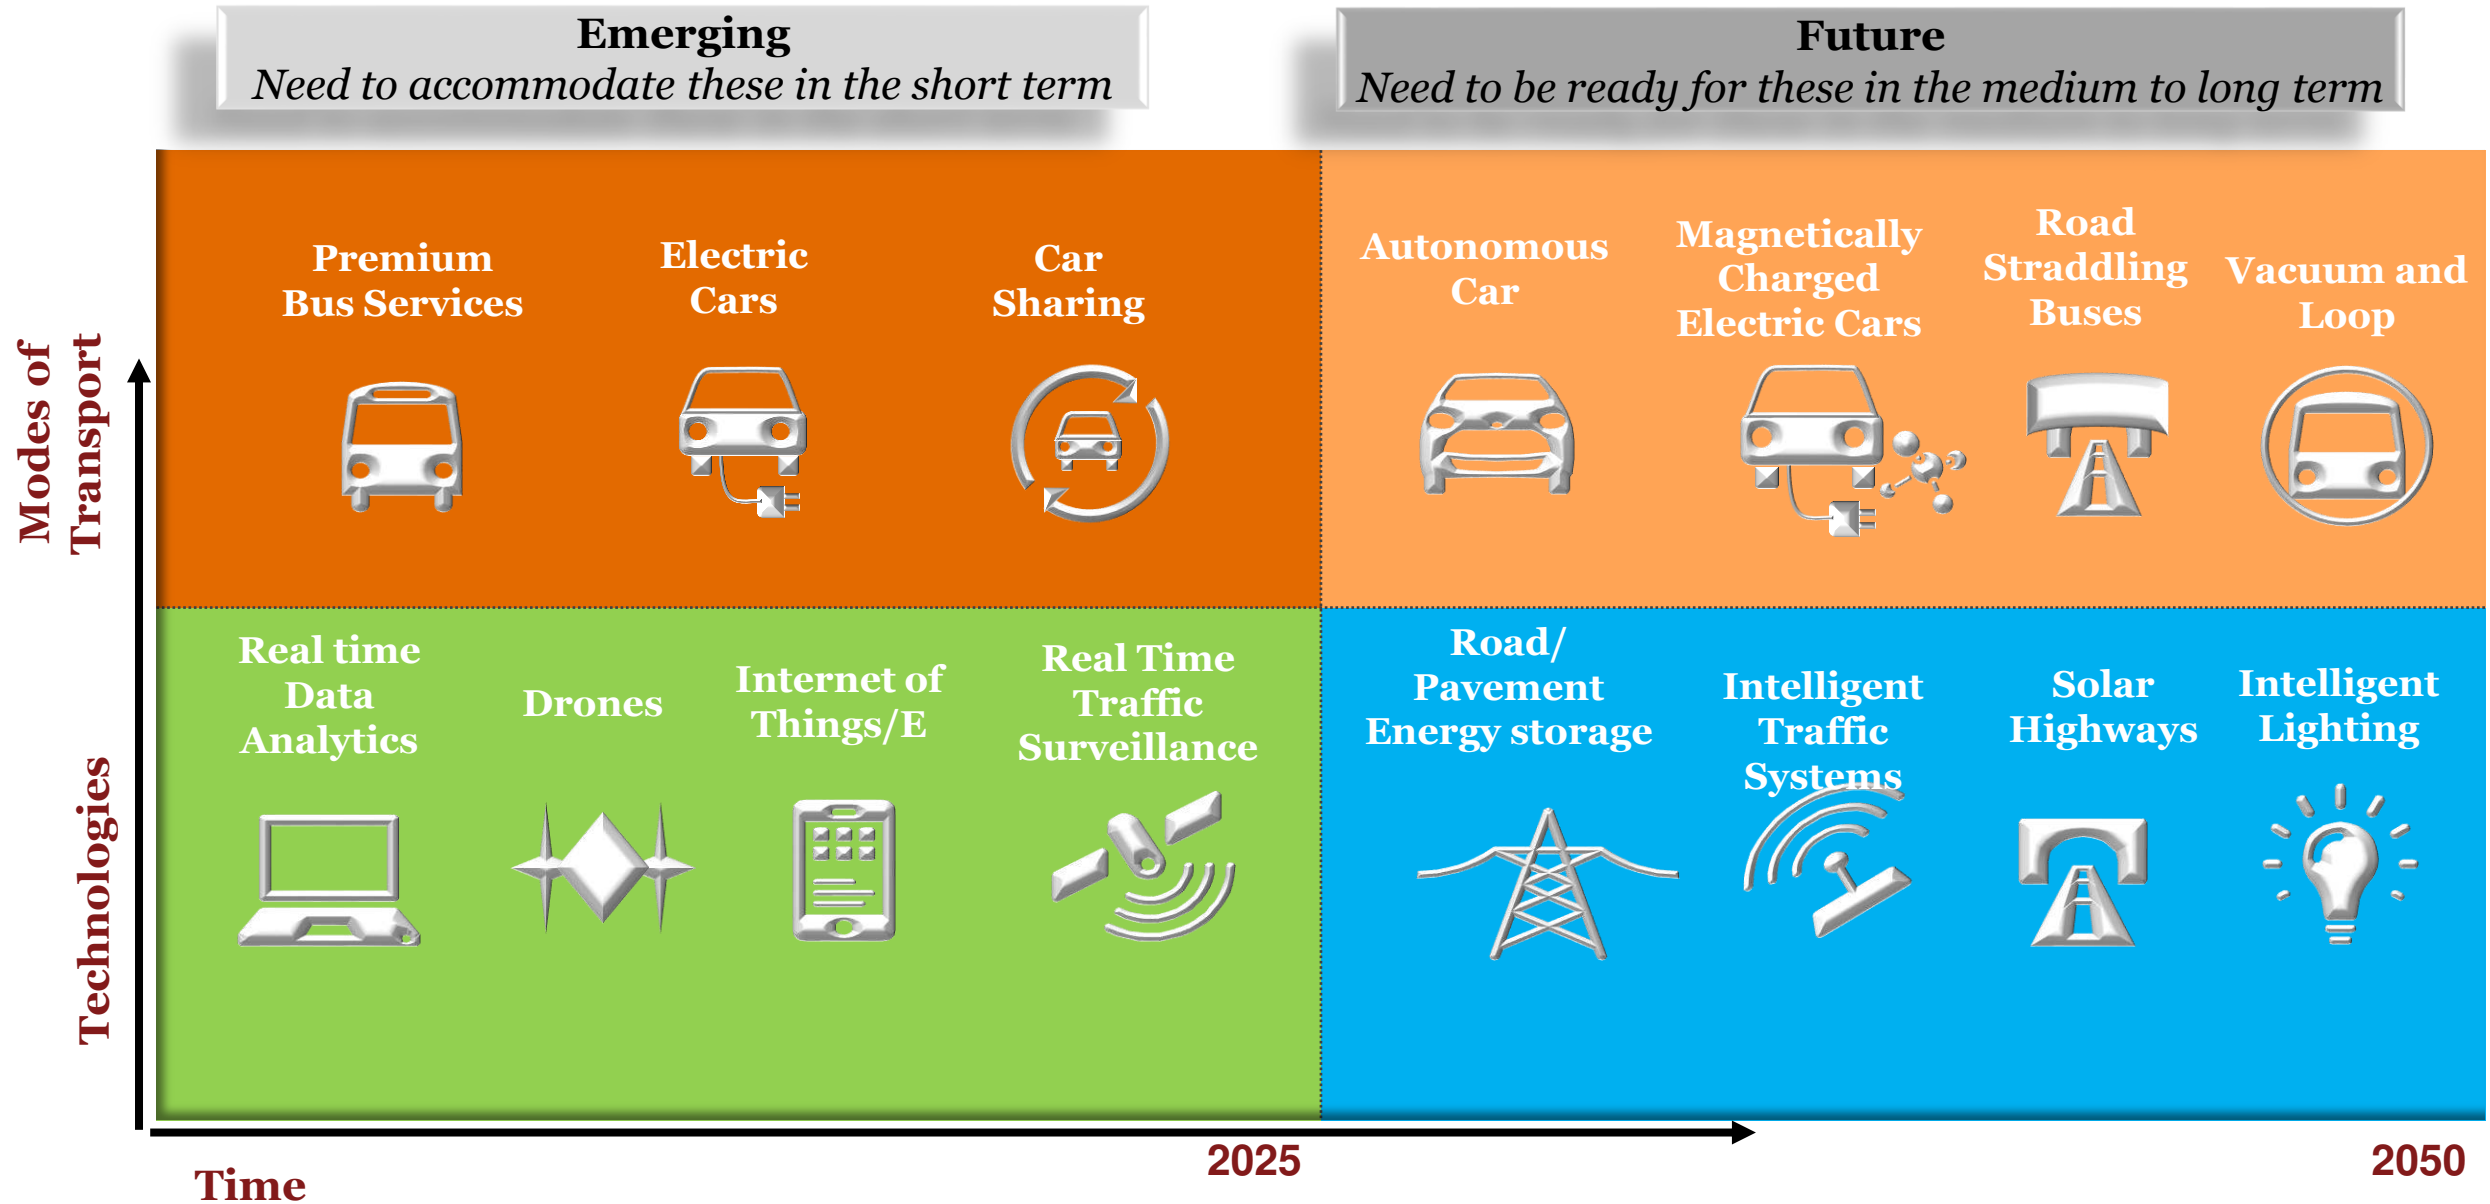 Emerging
Need to accommodate these in the short term
Future
Need to be ready for these in the medium to long term
Modes of
Transport
Premium
Bus Services
Electric
Cars
Car
Sharing
Autonomous
Car
Magnetically
Charged
Electric Cars
Road
Straddling
Buses
Vacuum and
Loop
Technologies
Real time
Data
Analytics
Drones
Internet of
Things/E
Real Time
Traffic
Surveillance
Road/
Pavement
Energy storage
Intelligent
Traffic
Systems
Solar
Highways
Intelligent
Lighting
Time
2025
2050